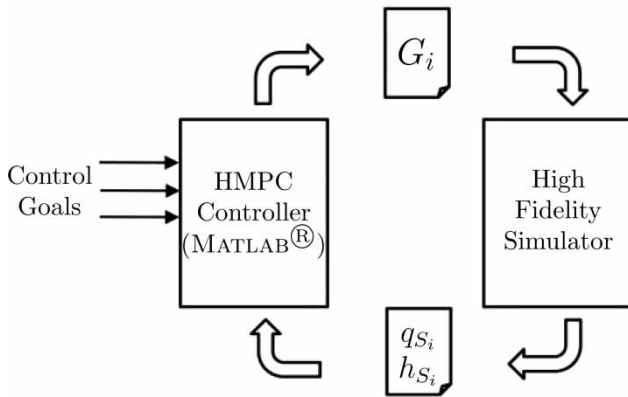 G_i
Control
Goals
HMPC
Controller
(MATLAB®)
High
Fidelity
Simulator
q_{S_i}
h_{S_i}